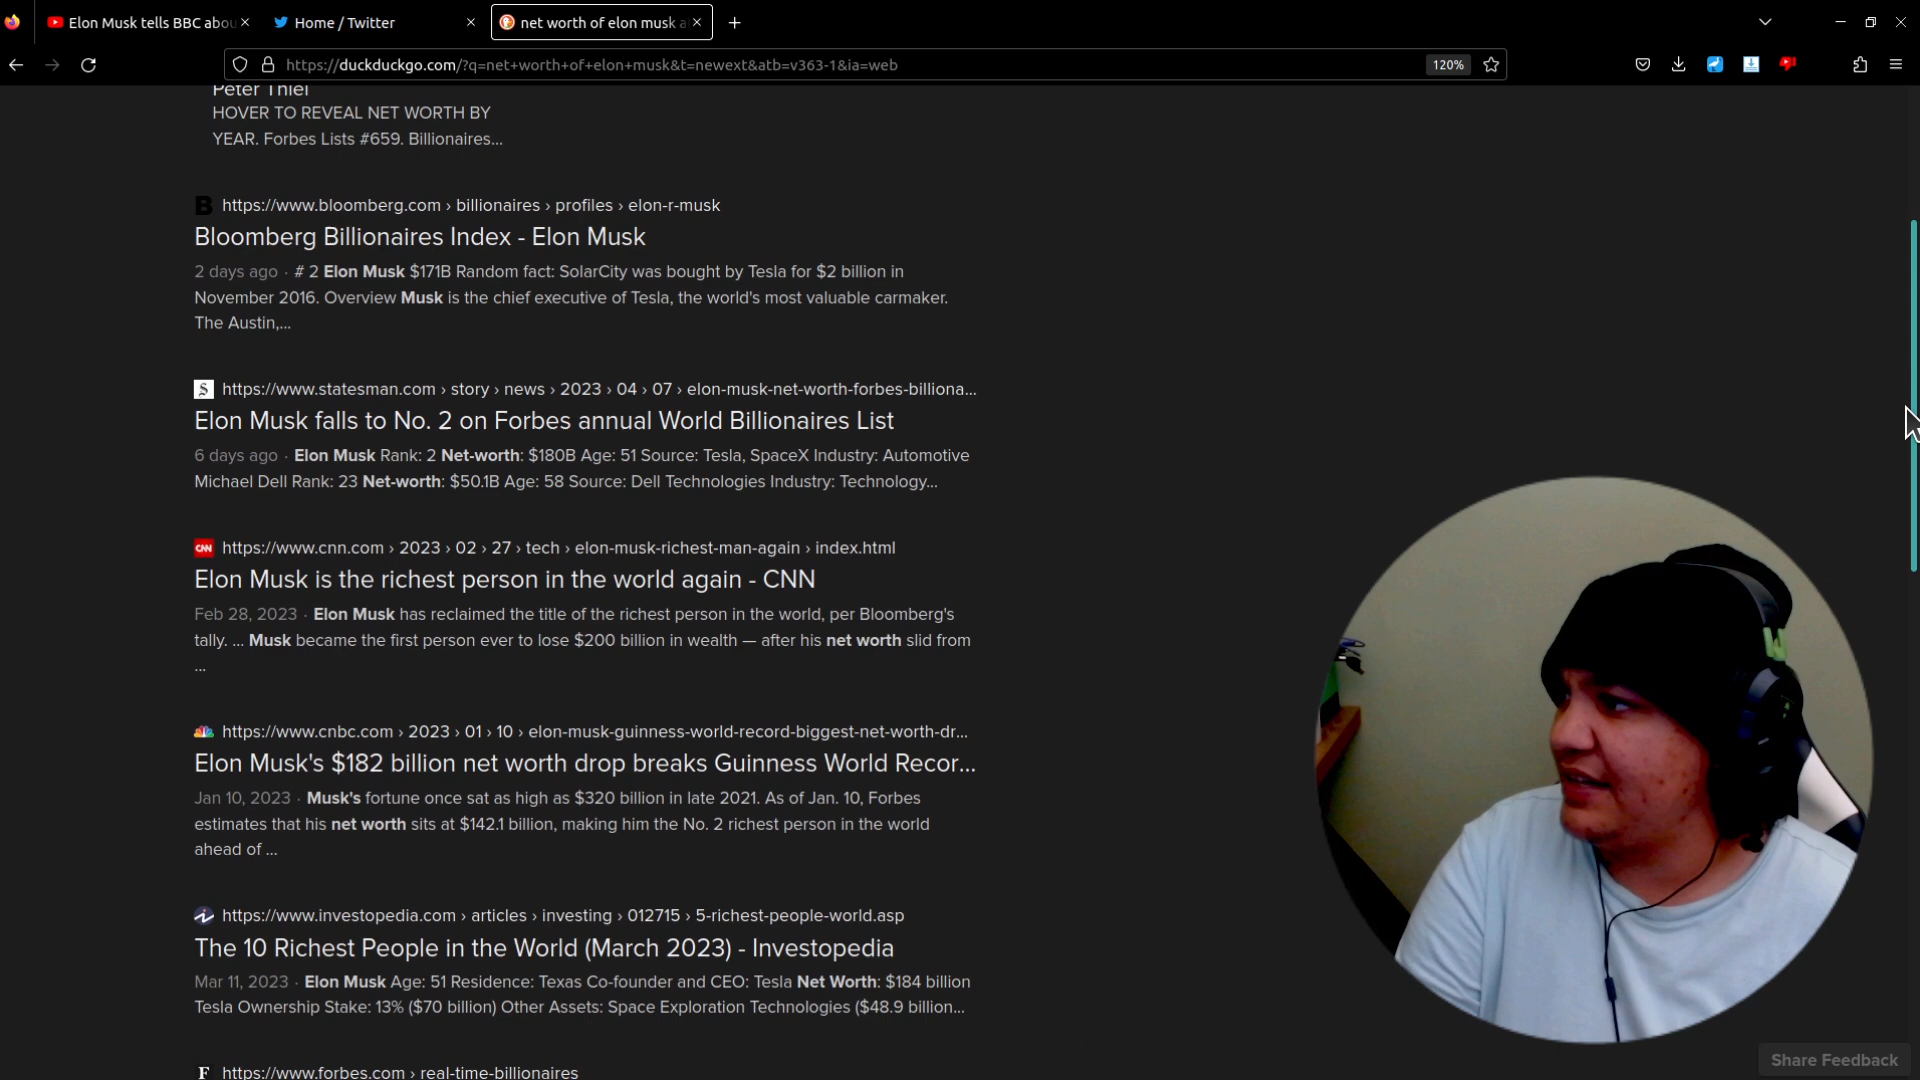 Elon Musk tells BBC abou
Home / Twitter
net worth of elon musk a
https://duckduckgo.com/?q=net+worth+of+elon+musk&t=newext&atb=v363-1&ia=web
120%
Peter Thiel
HOVER TO REVEAL NET WORTH BY
YEAR. Forbes Lists #659. Billionaires...
B
https://www.bloomberg.com › billionaires › profiles › elon-r-musk
Bloomberg Billionaires Index - Elon Musk
2 days ago · # 2 Elon Musk $171B Random fact: SolarCity was bought by Tesla for $2 billion in
November 2016. Overview Musk is the chief executive of Tesla, the world's most valuable carmaker.
The Austin,...
S
https://www.statesman.com › story › news › 2023 › 04 › 07 › elon-musk-net-worth-forbes-billiona...
Elon Musk falls to No. 2 on Forbes annual World Billionaires List
6 days ago · Elon Musk Rank: 2 Net-worth: $180B Age: 51 Source: Tesla, SpaceX Industry: Automotive
Michael Dell Rank: 23 Net-worth: $50.1B Age: 58 Source: Dell Technologies Industry: Technology...
CNN
https://www.cnn.com › 2023 › 02 › 27 › tech › elon-musk-richest-man-again › index.html
Elon Musk is the richest person in the world again - CNN
Feb 28, 2023 · Elon Musk has reclaimed the title of the richest person in the world, per Bloomberg's
tally. ... Musk became the first person ever to lose $200 billion in wealth — after his net worth slid from
...
https://www.cnbc.com › 2023 › 01 › 10 › elon-musk-guinness-world-record-biggest-net-worth-dr...
Elon Musk's $182 billion net worth drop breaks Guinness World Recor...
Jan 10, 2023 · Musk's fortune once sat as high as $320 billion in late 2021. As of Jan. 10, Forbes
estimates that his net worth sits at $142.1 billion, making him the No. 2 richest person in the world
ahead of ...
https://www.investopedia.com › articles › investing › 012715 › 5-richest-people-world.asp
The 10 Richest People in the World (March 2023) - Investopedia
Mar 11, 2023 · Elon Musk Age: 51 Residence: Texas Co-founder and CEO: Tesla Net Worth: $184 billion
Tesla Ownership Stake: 13% ($70 billion) Other Assets: Space Exploration Technologies ($48.9 billion...
F
https://www.forbes.com › real-time-billionaires
Share Feedback